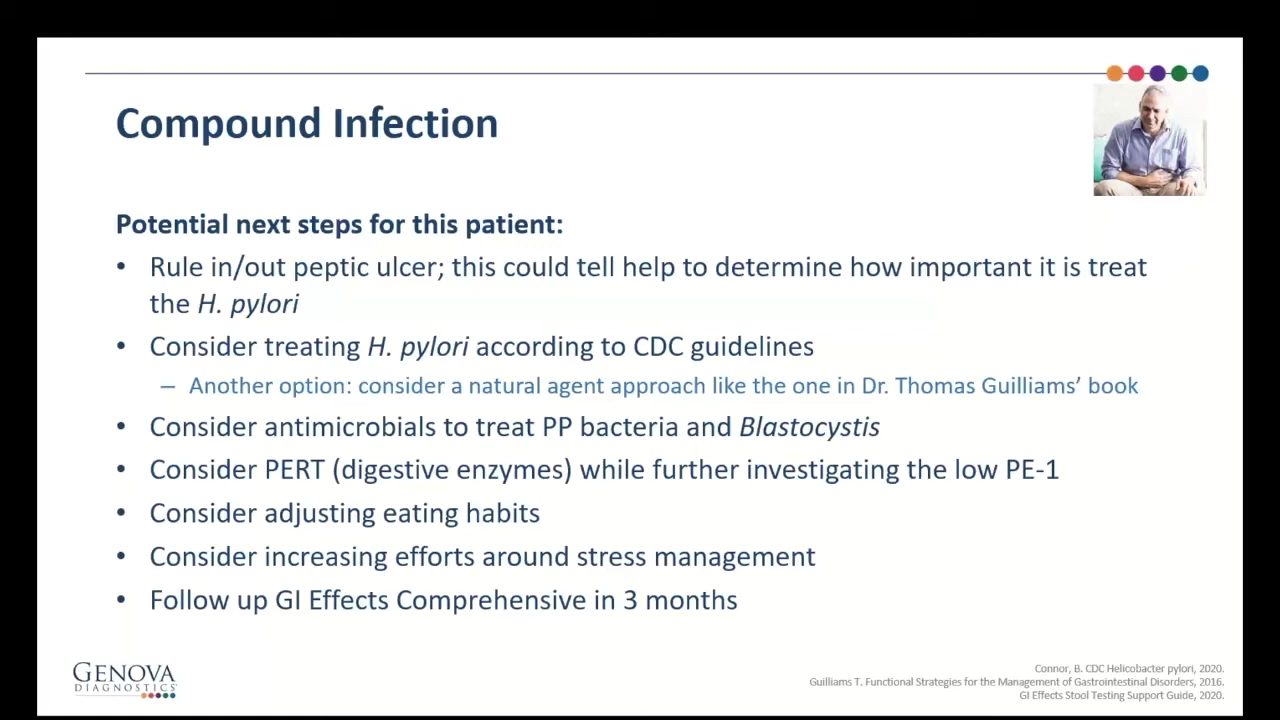 Compound Infection
Potential next steps for this patient:
• Rule in/out peptic ulcer; this could tell help to determine how important it is treat
the H. pylori
• Consider treating H. pylori according to CDC guidelines
– Another option: consider a natural agent approach like the one in Dr. Thomas Guilliams’ book
• Consider antimicrobials to treat PP bacteria and Blastocystis
• Consider PERT (digestive enzymes) while further investigating the low PE-1
• Consider adjusting eating habits
• Consider increasing efforts around stress management
• Follow up GI Effects Comprehensive in 3 months
GENOVA
DIAGNOSTICS
Connor, B. CDC Helicobacter pylori, 2020.
Guilliams T. Functional Strategies for the Management of Gastrointestinal Disorders, 2016.
GI Effects Stool Testing Support Guide, 2020.